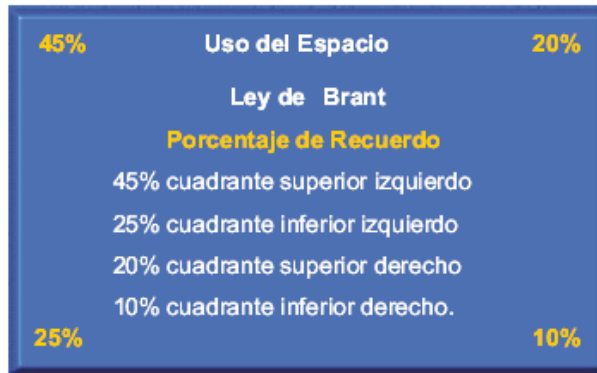 45% Uso del Espacio 20%
Ley de Brant
Porcentaje de Recuerdo
45% cuadrante superior izquierdo
25% cuadrante inferior izquierdo
20% cuadrante superior derecho
10% cuadrante inferior derecho.
25% 10%